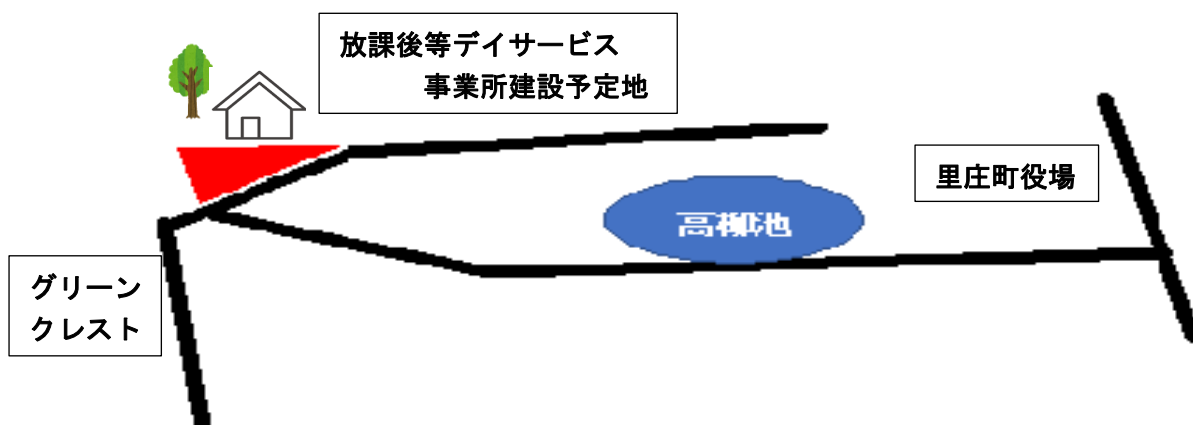 放課後等デイサービス
事業所建設予定地
里庄町役場
高柳池
グリーン
クレスト